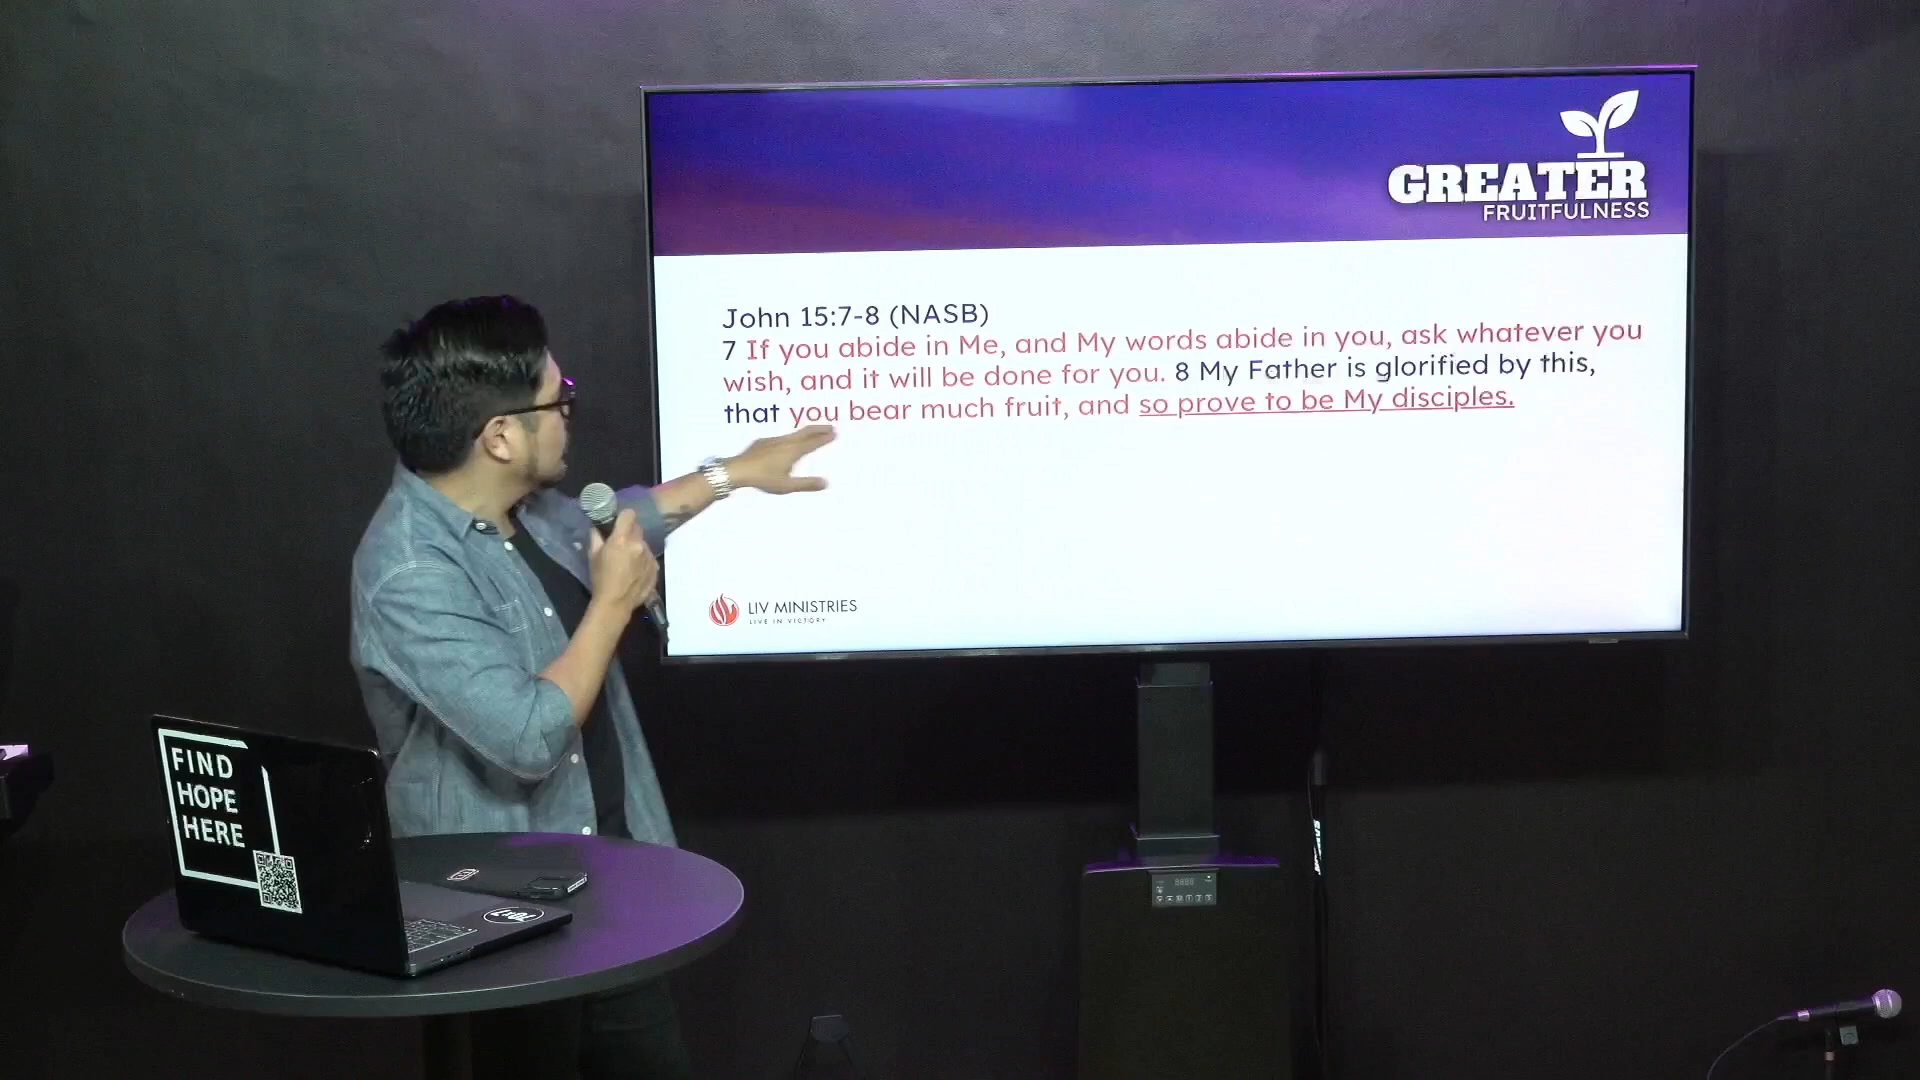 GREATER
FRUITFULNESS
John 15:7-8 (NASB)
7 If you abide in Me, and My words abide in you, ask whatever you
wish, and it will be done for you. 8 My Father is glorified by this,
that you bear much fruit, and so prove to be My disciples.
LIV MINISTRIES
LIVE IN VICTORY
FIND
HOPE
HERE